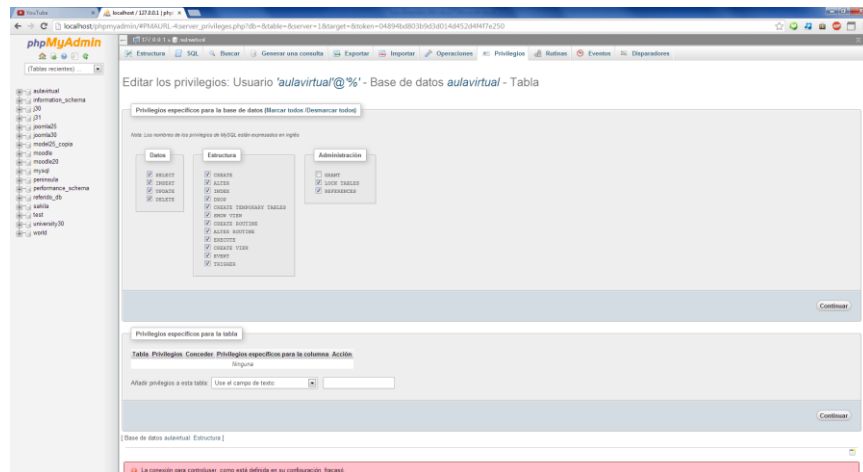 YouTube
localhost / 127.0.0.1 | php
localhost/phpmyadmin/#PMAURL-4:server_privileges.php?db=&table=&server=1&target=&token=04894bd803b9d3d014d452d4f4f7e250
phpMyAdmin
(Tablas recientes) ...
aulavirtual
information_schema
j30
j31
joomla25
joomla30
model25_copia
moodle
moodle20
mysql
peninsula
performance_schema
referido_db
sakila
test
university30
world
127.0.0.1 »
Estructura SQL Buscar Generar una consulta Exportar Importar Operaciones Privilegios Rutinas Eventos Disparadores
Editar los privilegios: Usuario 'aulavirtual'@'%' - Base de datos aulavirtual - Tabla
Privilegios específicos para la base de datos (Marcar todos /Desmarcar todos)
Nota: Los nombres de los privilegios de MySQL están expresados en inglés
Datos
SELECT
INSERT
UPDATE
DELETE
Estructura
CREATE
ALTER
INDEX
DROP
CREATE TEMPORARY TABLES
SHOW VIEW
CREATE ROUTINE
ALTER ROUTINE
EXECUTE
CREATE VIEW
EVENT
TRIGGER
Administración
GRANT
LOCK TABLES
REFERENCES
Continuar
Privilegios específicos para la tabla
Tabla Privilegios Conceder Privilegios específicos para la columna Acción
Ninguna
Añadir privilegios a esta tabla: Use el campo de texto:
Continuar
[ Base de datos aulavirtual: Estructura ]
La conexión para controluser, como está definida en su configuración, fracasó.